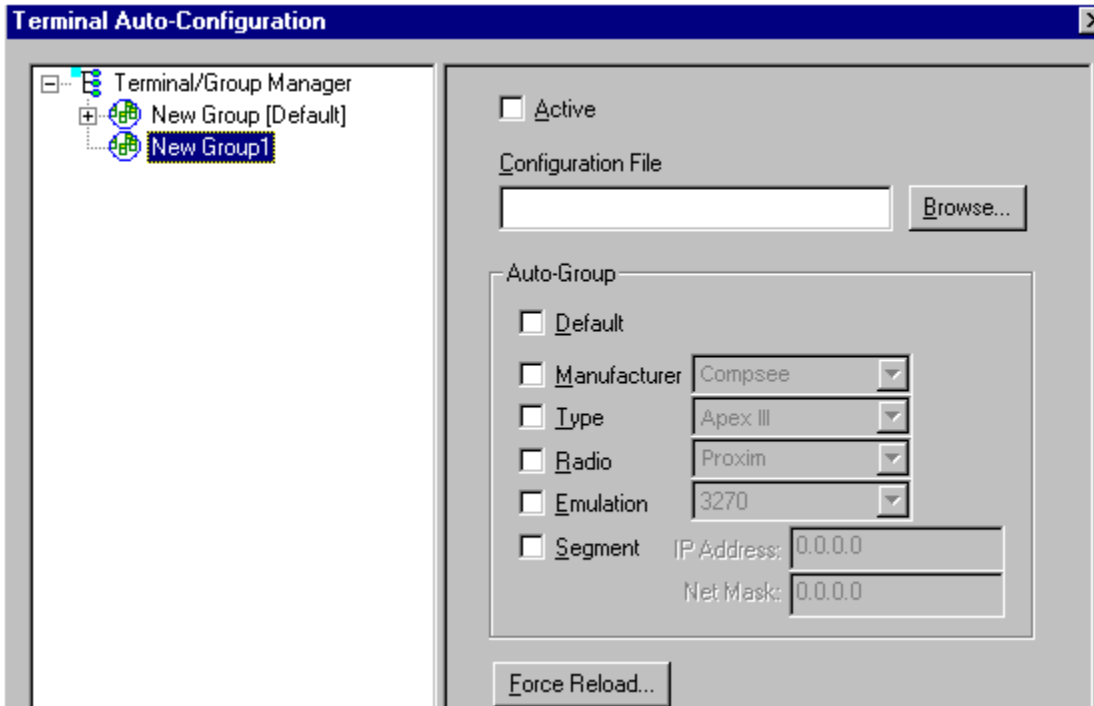 Terminal Auto-Configuration
Terminal/Group Manager
New Group [Default]
New Group1
Active
Configuration File
Browse...
Auto-Group
Default
Manufacturer Compsee
Type Apex III
Radio Proxim
Emulation 3270
Segment IP Address: 0.0.0.0
Net Mask: 0.0.0.0
Force Reload...